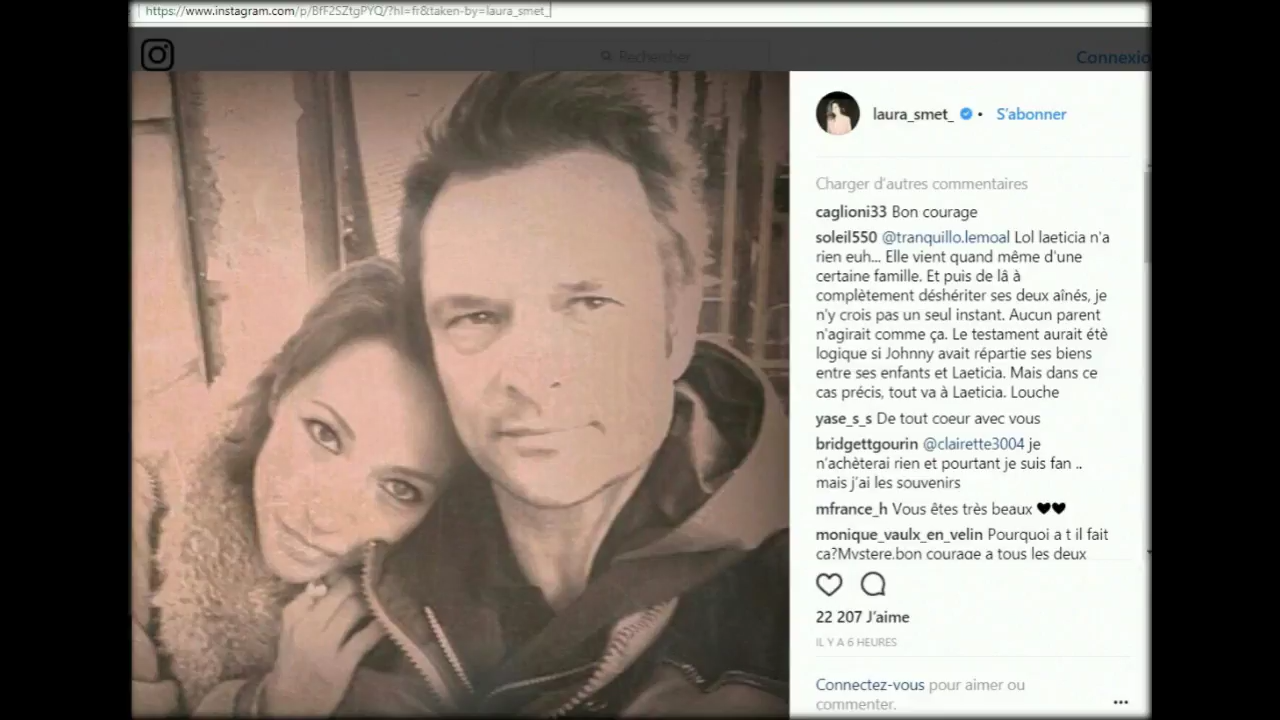 https://www.instagram.com/p/BfF2SZtgPYQ/?hl=fr&taken-by=laura_smet_
Rechercher
Connexio
laura_smet_ • S'abonner
Charger d'autres commentaires
caglioni33 Bon courage
soleil550 @tranquillo.lemoal Lol laeticia n'a
rien euh... Elle vient quand même d'une
certaine famille. Et puis de lâ à
complètement déshériter ses deux aînés, je
n'y crois pas un seul instant. Aucun parent
n'agirait comme ça. Le testament aurait étè
logique si Johnny avait répartie ses biens
entre ses enfants et Laeticia. Mais dans ce
cas précis, tout va à Laeticia. Louche
yase_s_s De tout coeur avec vous
bridgettgourin @clairette3004 je
n'achèterai rien et pourtant je suis fan ..
mais j'ai les souvenirs
mfrance_h Vous êtes très beaux 🖤🖤
monique_vaulx_en_velin Pourquoi a t il fait
ça?Mystere.bon courage a tous les deux
22 207 J'aime
IL Y A 6 HEURES
Connectez-vous pour aimer ou
commenter.